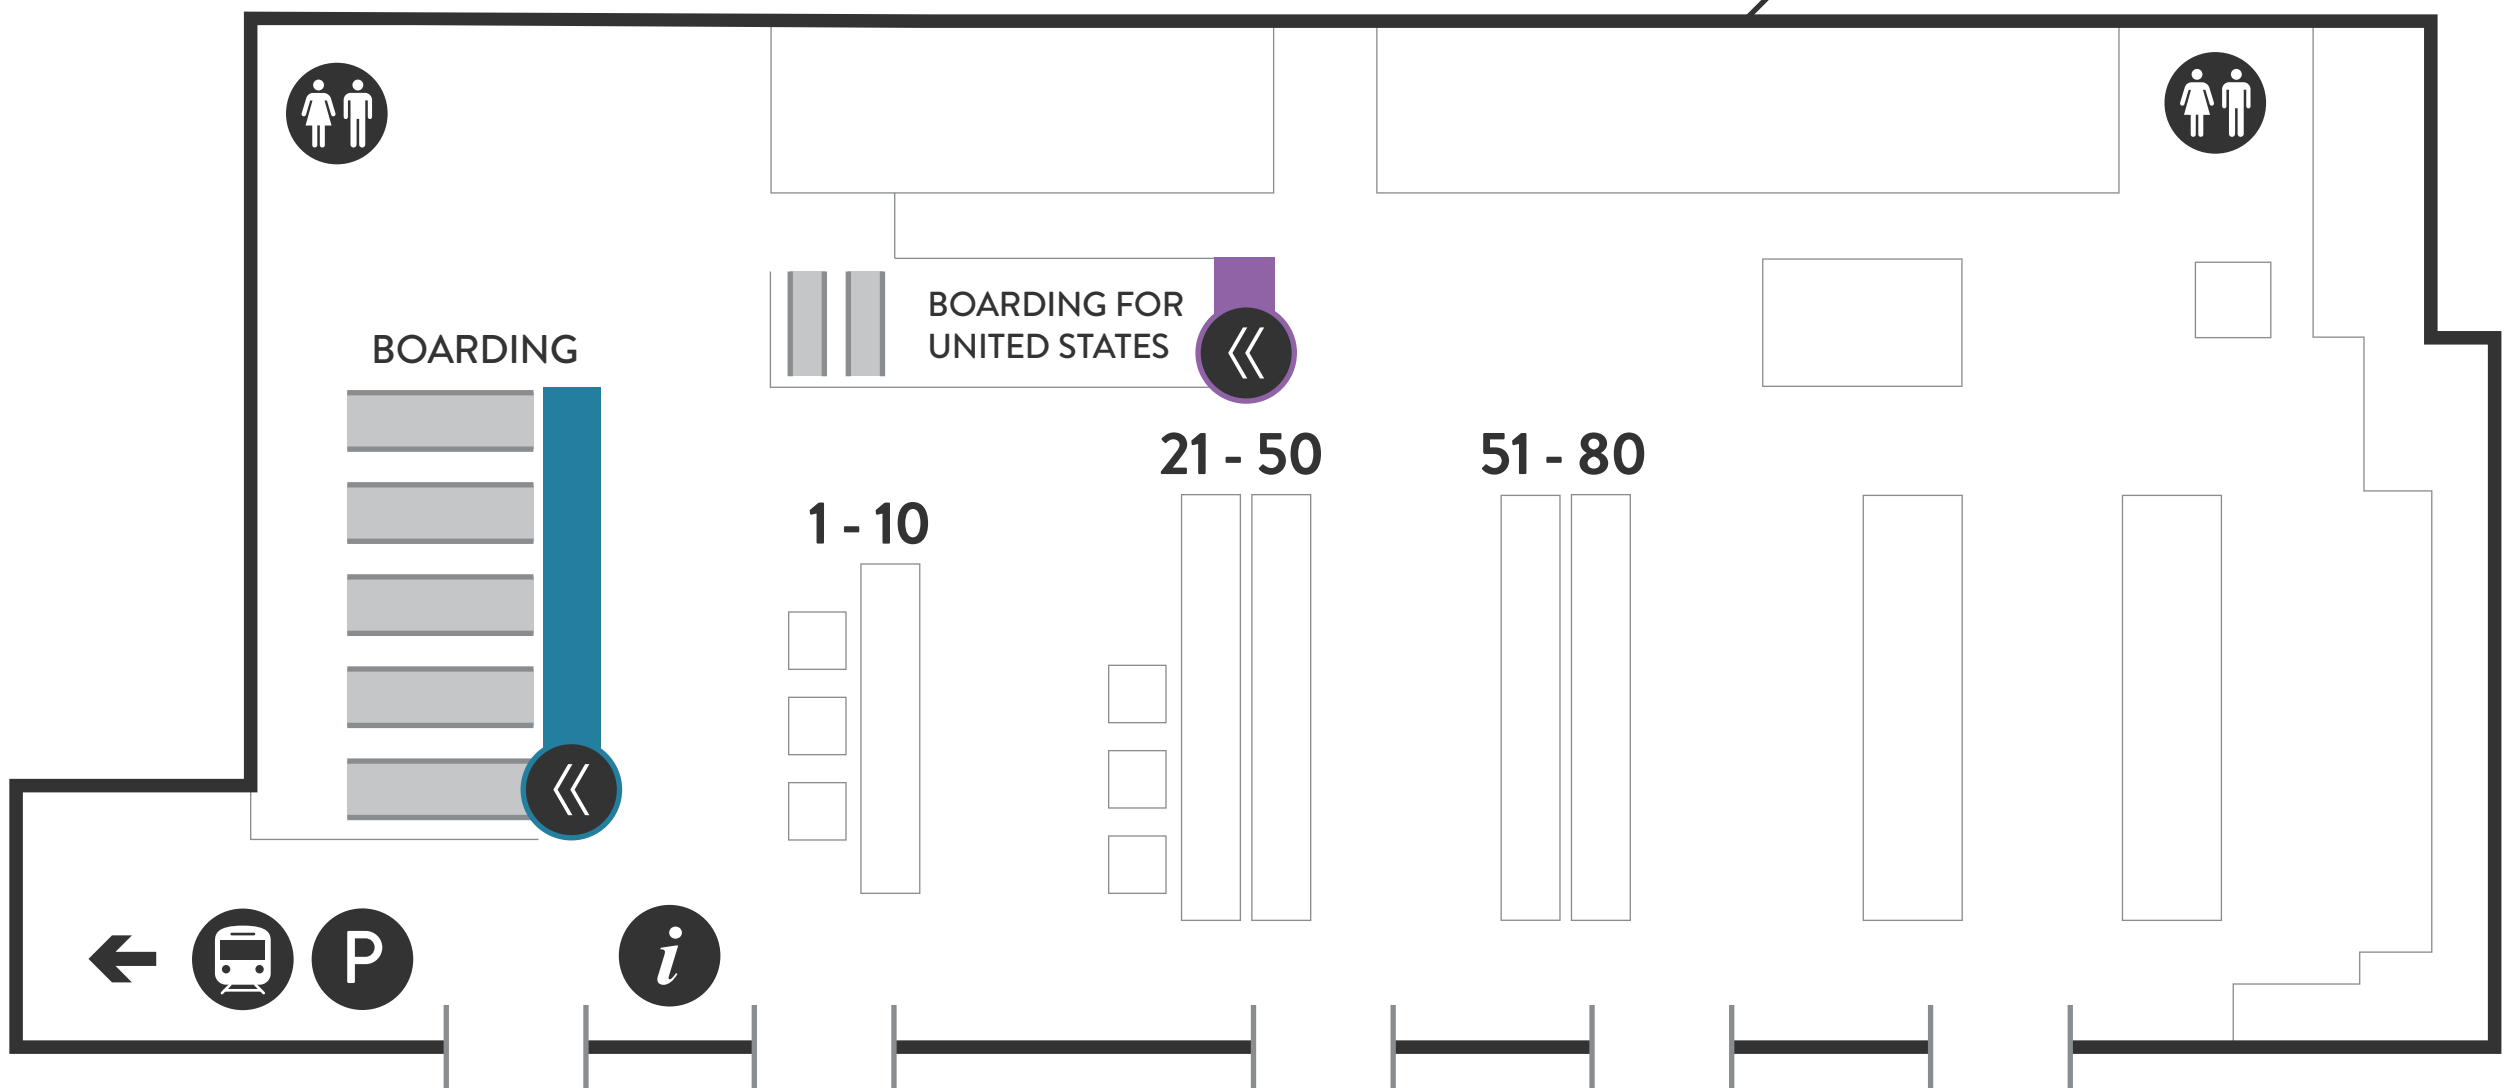 BOARDING
BOARDING FOR
UNITED STATES
1 - 10
21 - 50
51 - 80
P
i